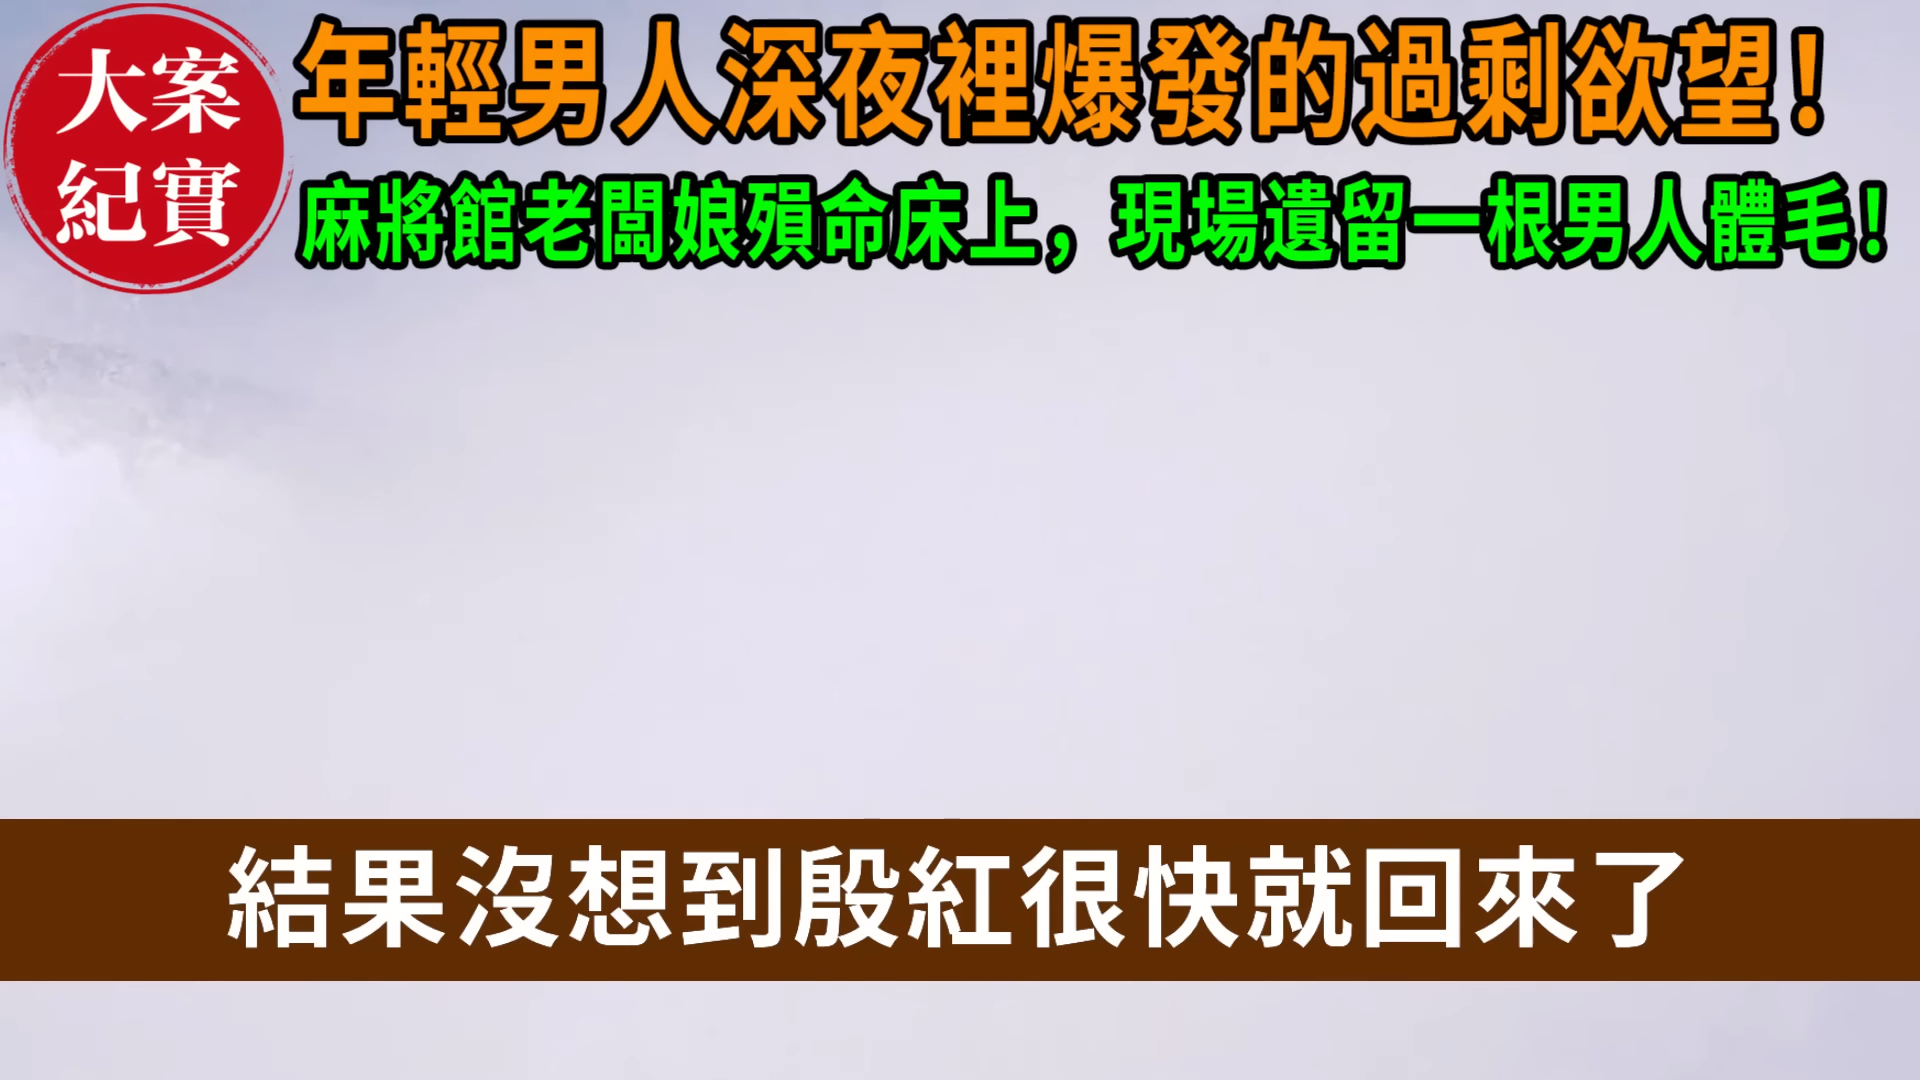 大案
紀實
年輕男人深夜裡爆發的過剩欲望!
麻將館老闆娘殞命床上，現場遺留一根男人體毛!
結果沒想到殷紅很快就回來了